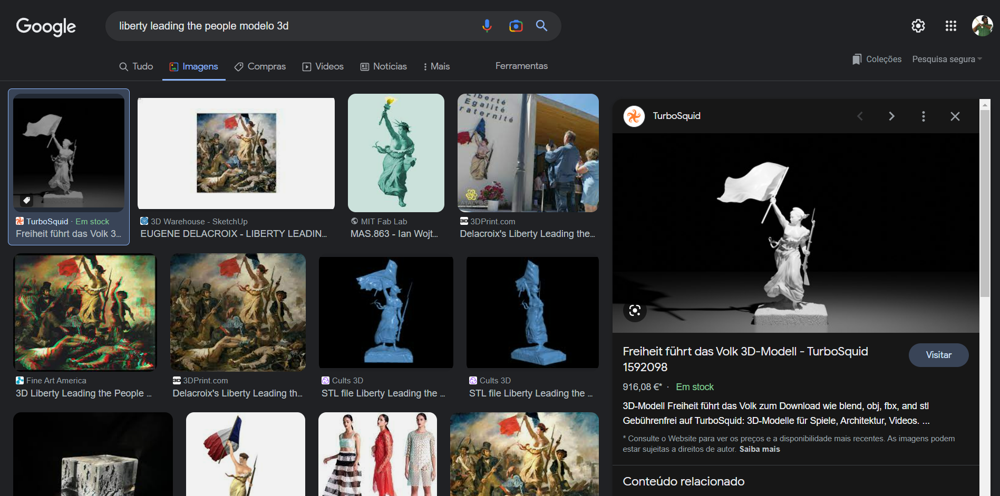 Google
liberty leading the people modelo 3d
Tudo
Imagens
Compras
Vídeos
Notícias
Mais
Ferramentas
Coleções
Pesquisa segura
TurboSquid · Em stock
Freiheit führt das Volk 3...
3D Warehouse - SketchUp
EUGENE DELACROIX - LIBERTY LEADIN...
MIT Fab Lab
MAS.863 - Ian Wojt...
Liberté
Egalité
raternité
3DPrint.com
Delacroix's Liberty Leading the...
Fine Art America
3D Liberty Leading the People ...
3DPrint.com
Delacroix's Liberty Leading th...
Cults 3D
STL file Liberty Leading the ...
Cults 3D
STL file Liberty Leading the ...
TurboSquid
Freiheit führt das Volk 3D-Modell - TurboSquid
1592098
Visitar
916,08 €* · Em stock
3D-Modell Freiheit führt das Volk zum Download wie blend, obj, fbx, and stl
Gebührenfrei auf TurboSquid: 3D-Modelle für Spiele, Architektur, Videos. ...
* Consulte o Website para ver os preços e a disponibilidade mais recentes. As imagens podem
estar sujeitas a direitos de autor. Saiba mais
Conteúdo relacionado